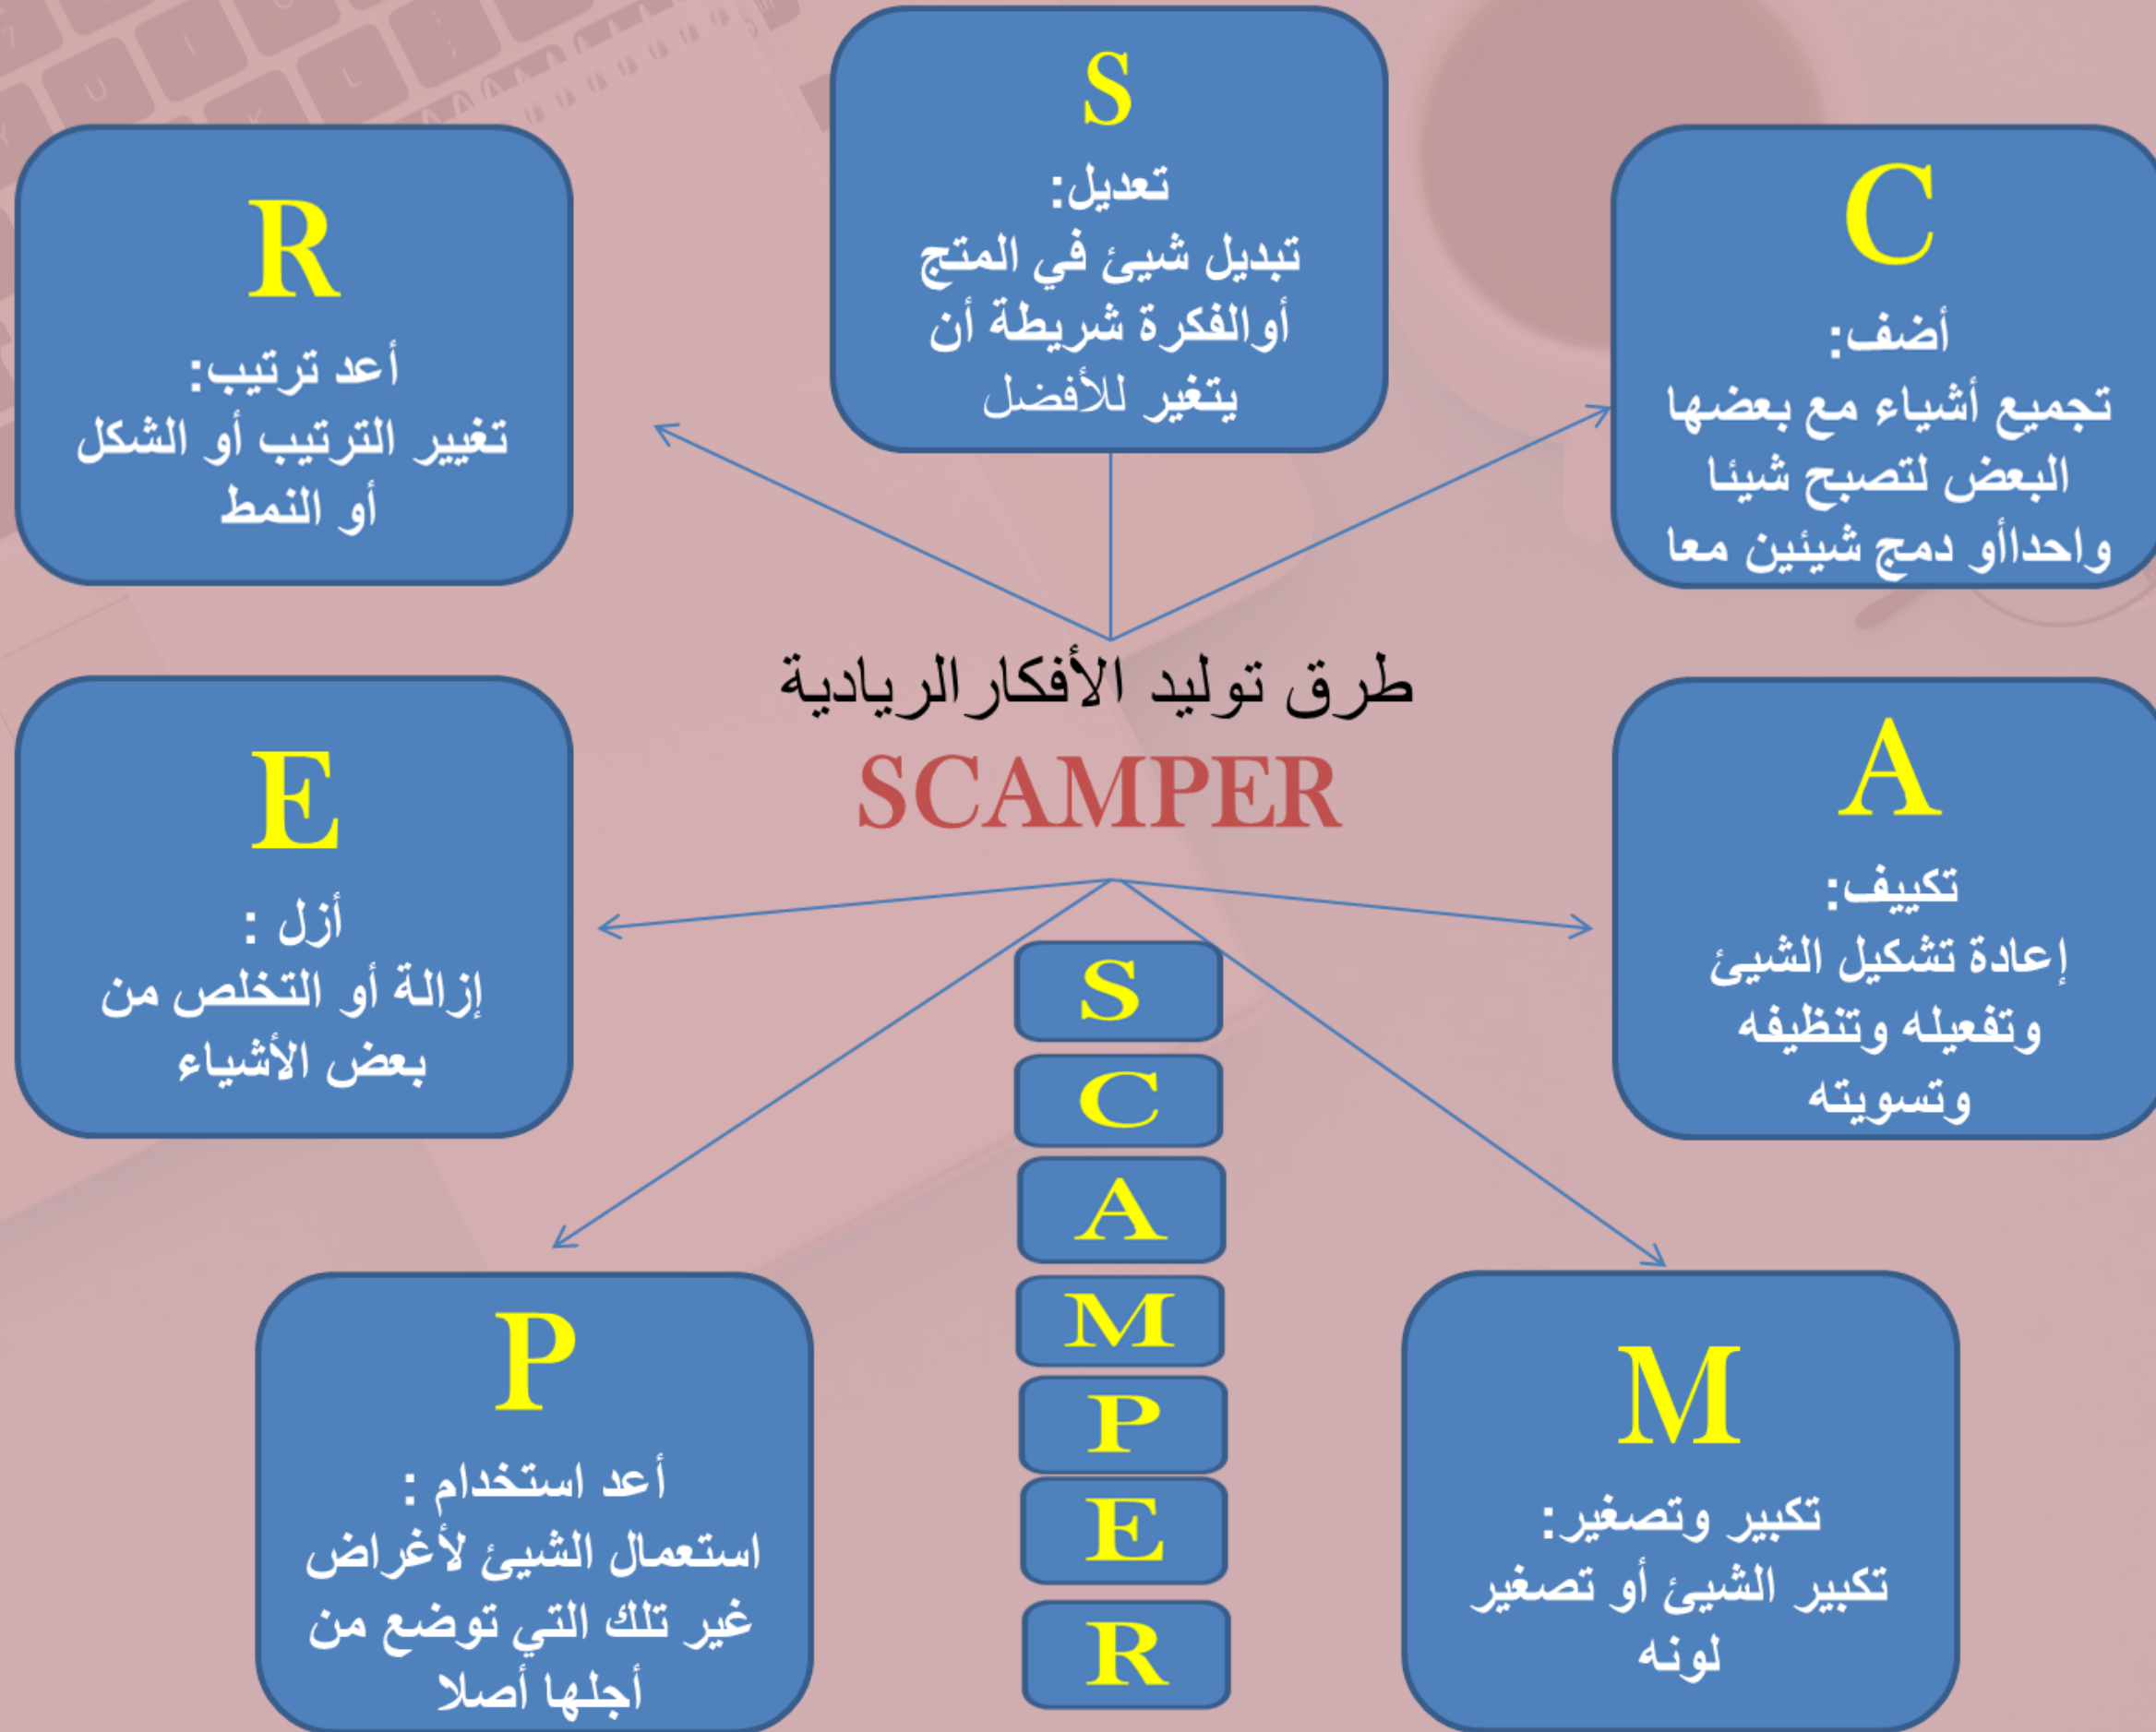 S
تعديل:
تبديل شيئ في المتج
أوالفكرة شريطة أن
يتغير للأفضل
C
أضف:
تجميع أشياء مع بعضها
البعض لتصبح شيئا
واحداأو دمج شيئين معا
R
أعد ترتيب:
تغيير الترتيب أو الشكل
أو النمط
طرق توليد الأفكارالريادية
SCAMPER
A
تكييف:
إعادة تشكيل الشيئ
وتفعيله وتنظيفه
وتسويته
E
أزل :
إزالة أو التخلص من
بعض الأشياء
S
C
A
M
P
E
R
M
تكبير وتصغير:
تكبير الشيئ أو تصغير
لونه
P
أعد استخدام :
استعمال الشيئ لأغراض
غير تلك التي توضع من
أجلها أصلا